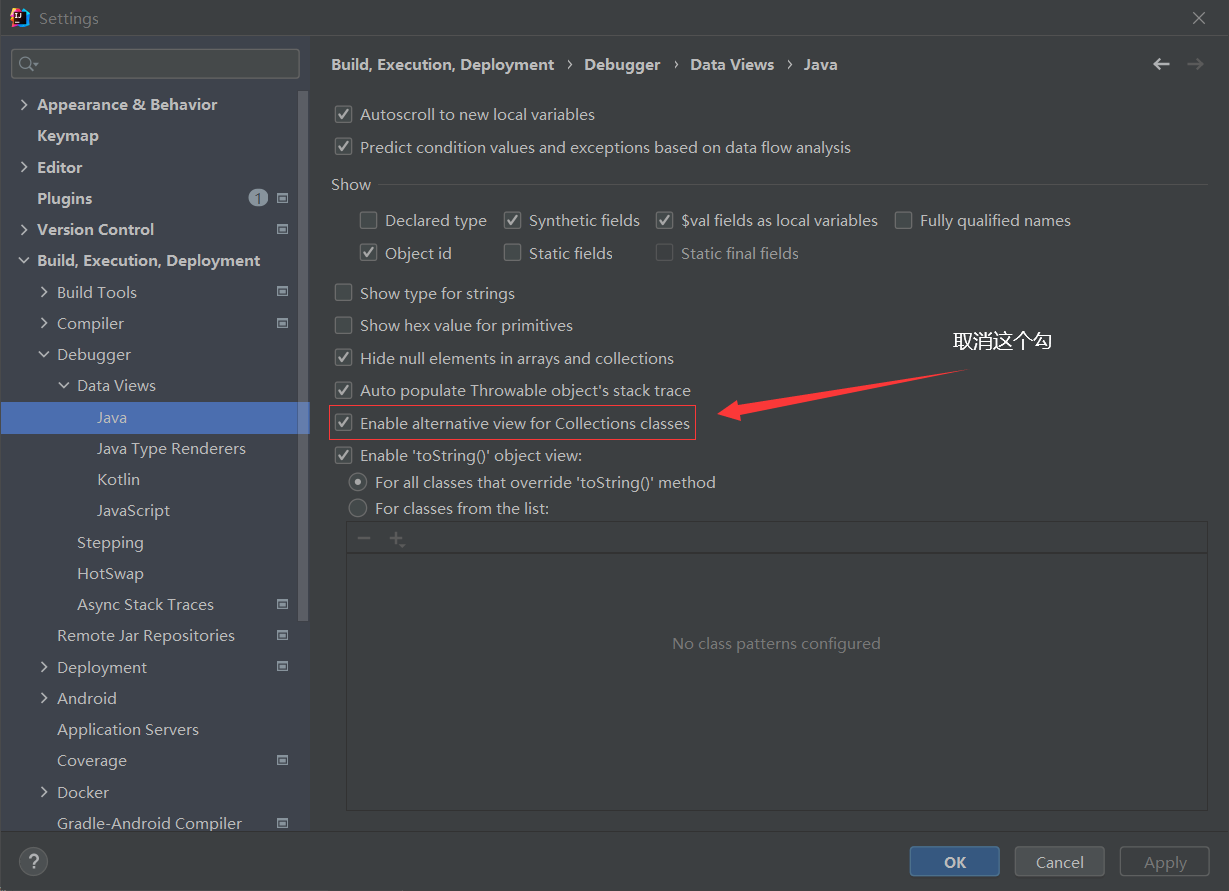 Settings
Build, Execution, Deployment › Debugger › Data Views › Java
Appearance & Behavior
Keymap
Editor
Plugins 1
Version Control
Build, Execution, Deployment
Build Tools
Compiler
Debugger
Data Views
Java
Java Type Renderers
Kotlin
JavaScript
Stepping
HotSwap
Async Stack Traces
Remote Jar Repositories
Deployment
Android
Application Servers
Coverage
Docker
Gradle-Android Compiler
Autoscroll to new local variables
Predict condition values and exceptions based on data flow analysis
Show
Declared type Synthetic fields $val fields as local variables Fully qualified names
Object id Static fields Static final fields
Show type for strings
Show hex value for primitives
取消这个勾
Hide null elements in arrays and collections
Auto populate Throwable object's stack trace
Enable alternative view for Collections classes
Enable 'toString()' object view:
For all classes that override 'toString()' method
For classes from the list:
No class patterns configured
?
OK Cancel Apply